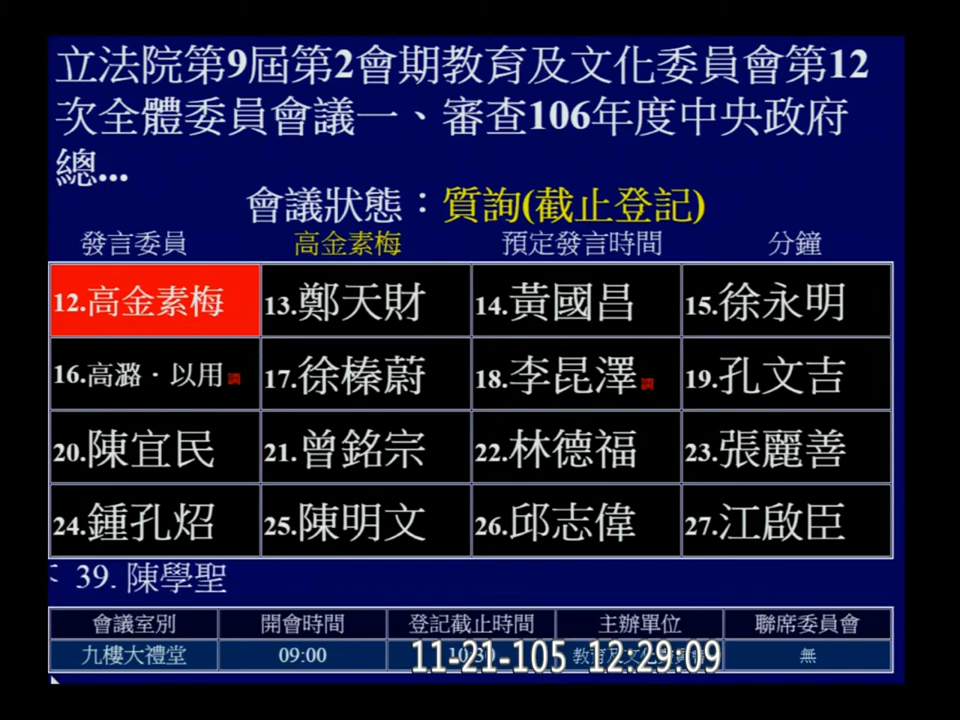 立法院第9屆第2會期教育及文化委員會第12
次全體委員會議一、審查106年度中央政府
總...
會議狀態：質詢(截止登記)
發言委員 高金素梅 預定發言時間 分鐘
12.高金素梅 13.鄭天財 14.黃國昌 15.徐永明
16.高潞．以用 17.徐榛蔚 18.李昆澤 19.孔文吉
20.陳宜民 21.曾銘宗 22.林德福 23.張麗善
24.鍾孔炤 25.陳明文 26.邱志偉 27.江啟臣
39. 陳學聖
會議室別 開會時間 登記截止時間 主辦單位 聯席委員會
九樓大禮堂 09:00 無
11-21-105 12:29:09